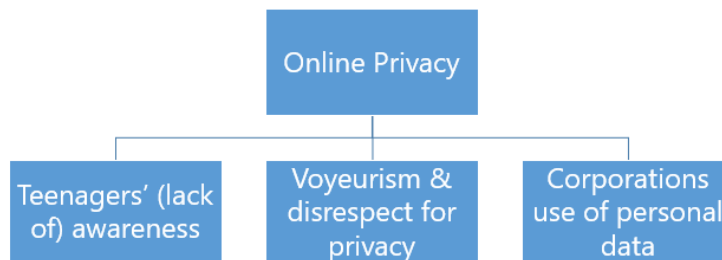 Online Privacy
Teenagers’ (lack
of) awareness
Voyeurism &
disrespect for
privacy
Corporations
use of personal
data